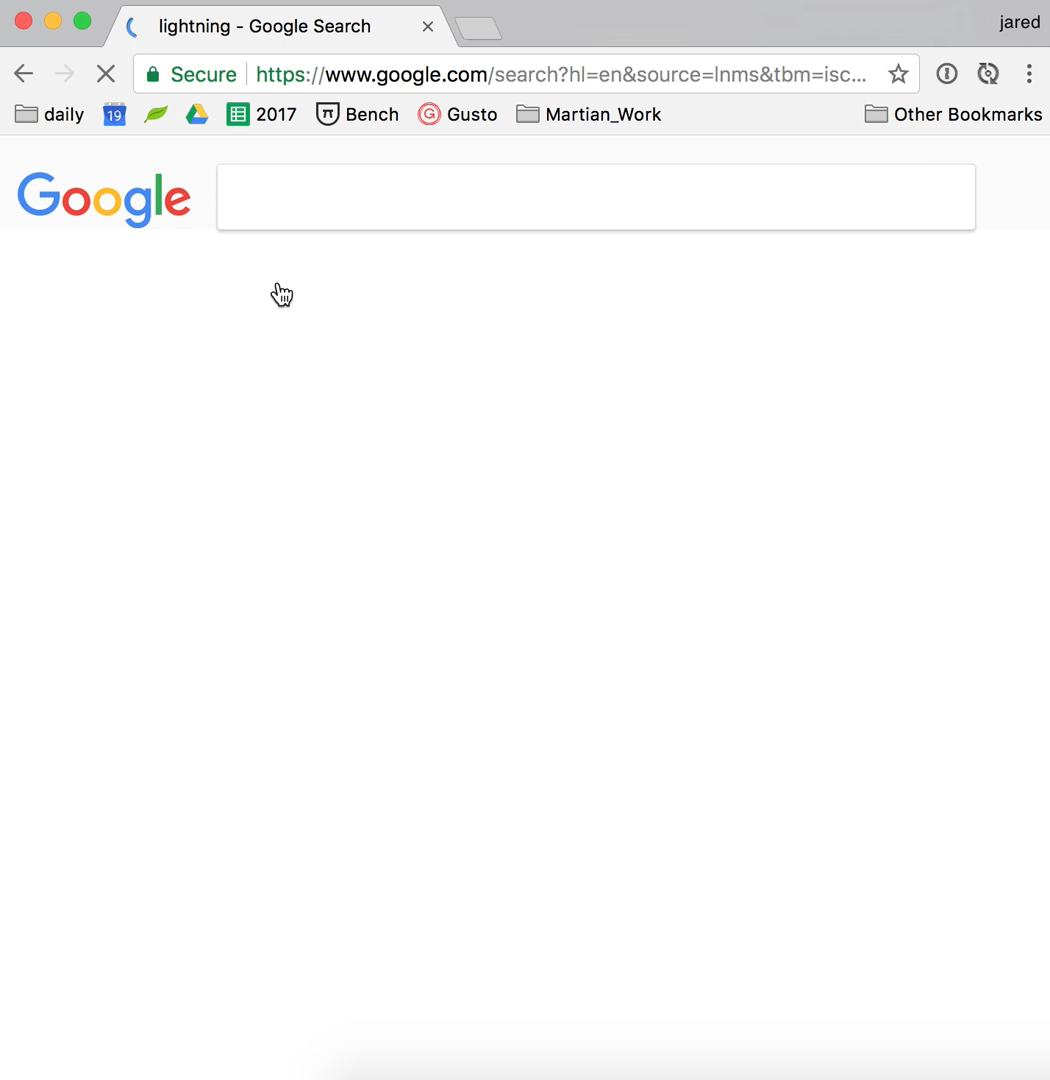 lightning - Google Search
jared
Secure https://www.google.com/search?hl=en&source=lnms&tbm=isc...
daily 19 2017 Bench Gusto Martian_Work Other Bookmarks
Google